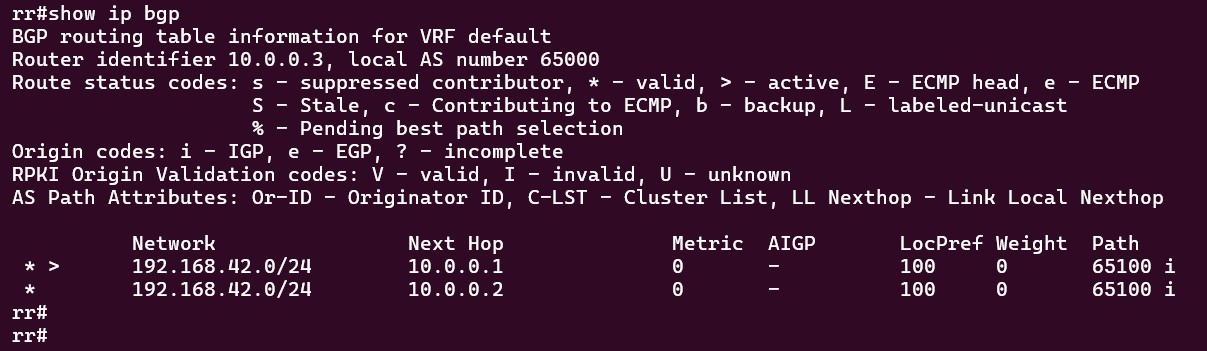 rr#show ip bgp
BGP routing table information for VRF default
Router identifier 10.0.0.3, local AS number 65000
Route status codes: s - suppressed contributor, * - valid, > - active, E - ECMP head, e - ECMP
                    S - Stale, c - Contributing to ECMP, b - backup, L - labeled-unicast
                    % - Pending best path selection
Origin codes: i - IGP, e - EGP, ? - incomplete
RPKI Origin Validation codes: V - valid, I - invalid, U - unknown
AS Path Attributes: Or-ID - Originator ID, C-LST - Cluster List, LL Nexthop - Link Local Nexthop

          Network                Next Hop              Metric  AIGP       LocPref Weight  Path
 * >      192.168.42.0/24        10.0.0.1              0       -          100     0       65100 i
 *        192.168.42.0/24        10.0.0.2              0       -          100     0       65100 i
rr#
rr#